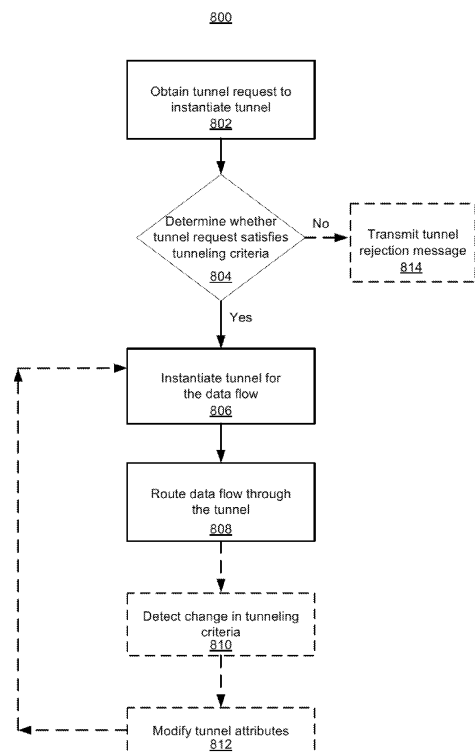 800
Obtain tunnel request to
instantiate tunnel
802
Determine whether
tunnel request satisfies
tunneling criteria
804
No
Transmit tunnel
rejection message
814
Yes
Instantiate tunnel for
the data flow
806
Route data flow through
the tunnel
808
Detect change in tunneling
criteria
810
Modify tunnel attributes
812